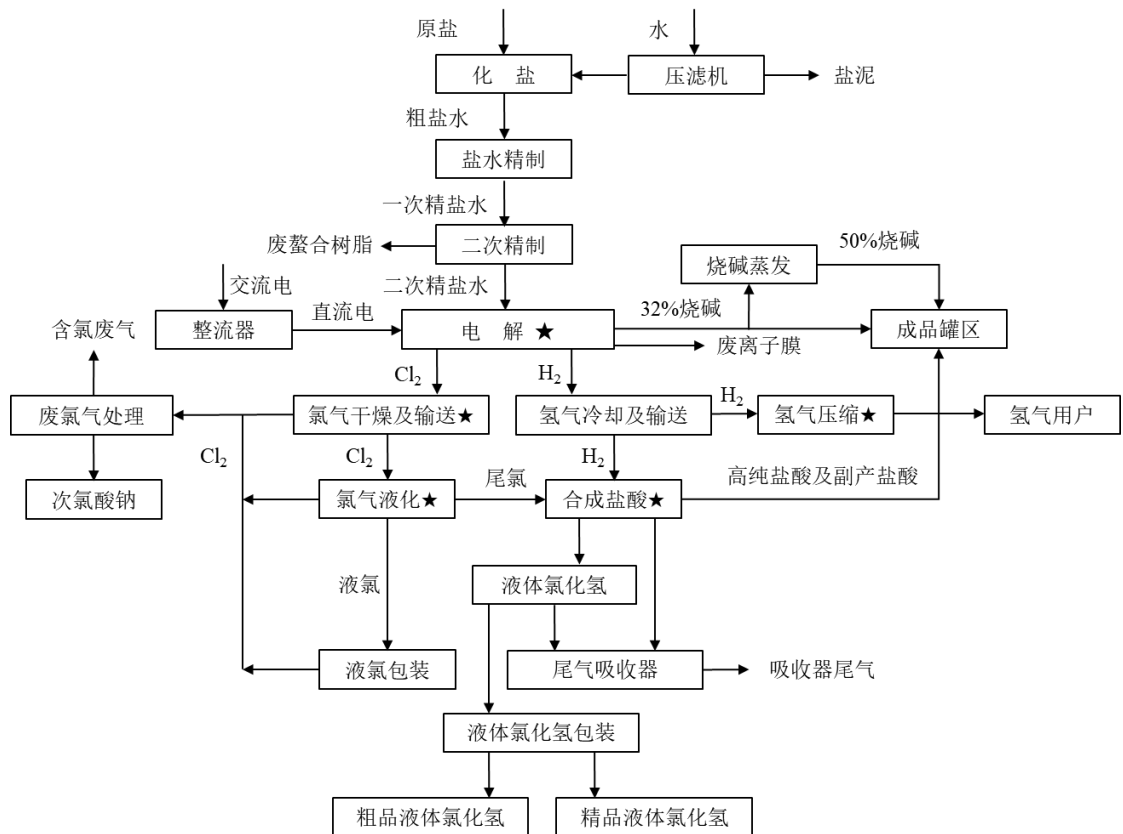 原盐
水
化 盐
压滤机
盐泥
粗盐水
盐水精制
一次精盐水
废螯合树脂
二次精制
50%烧碱
烧碱蒸发
交流电
二次精盐水
含氯废气
整流器
直流电
电 解★
32%烧碱
成品罐区
废离子膜
Cl₂
H₂
废氯气处理
氯气干燥及输送★
氢气冷却及输送
H₂
氢气压缩★
氢气用户
Cl₂
Cl₂
H₂
次氯酸钠
氯气液化★
尾氯
合成盐酸★
高纯盐酸及副产盐酸
液氯
液体氯化氢
液氯包装
尾气吸收器
吸收器尾气
液体氯化氢包装
粗品液体氯化氢
精品液体氯化氢